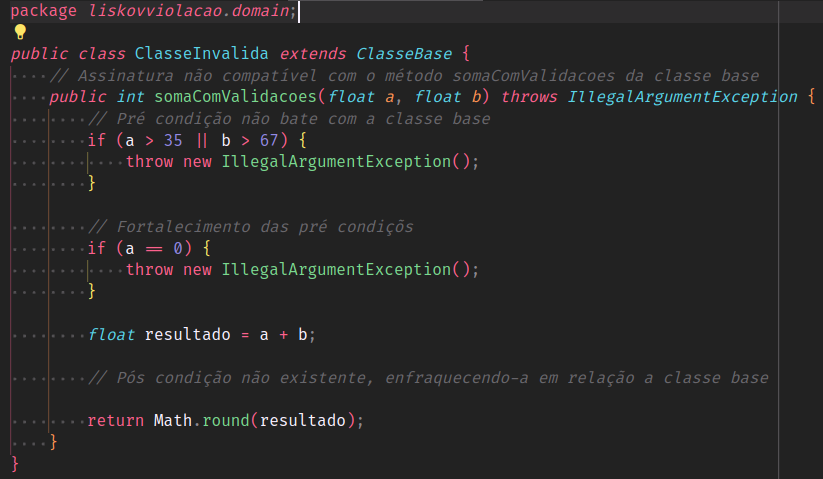 package liskovviolacao.domain;
public class ClasseInvalida extends ClasseBase {
// Assinatura não compatível com o método somaComValidacoes da classe base
public int somaComValidacoes(float a, float b) throws IllegalArgumentException {
// Pré condição não bate com a classe base
if (a > 35 || b > 67) {
throw new IllegalArgumentException();
}
// Fortalecimento das pré condiçõs
if (a == 0) {
throw new IllegalArgumentException();
}
float resultado = a + b;
// Pós condição não existente, enfraquecendo-a em relação a classe base
return Math.round(resultado);
}
}